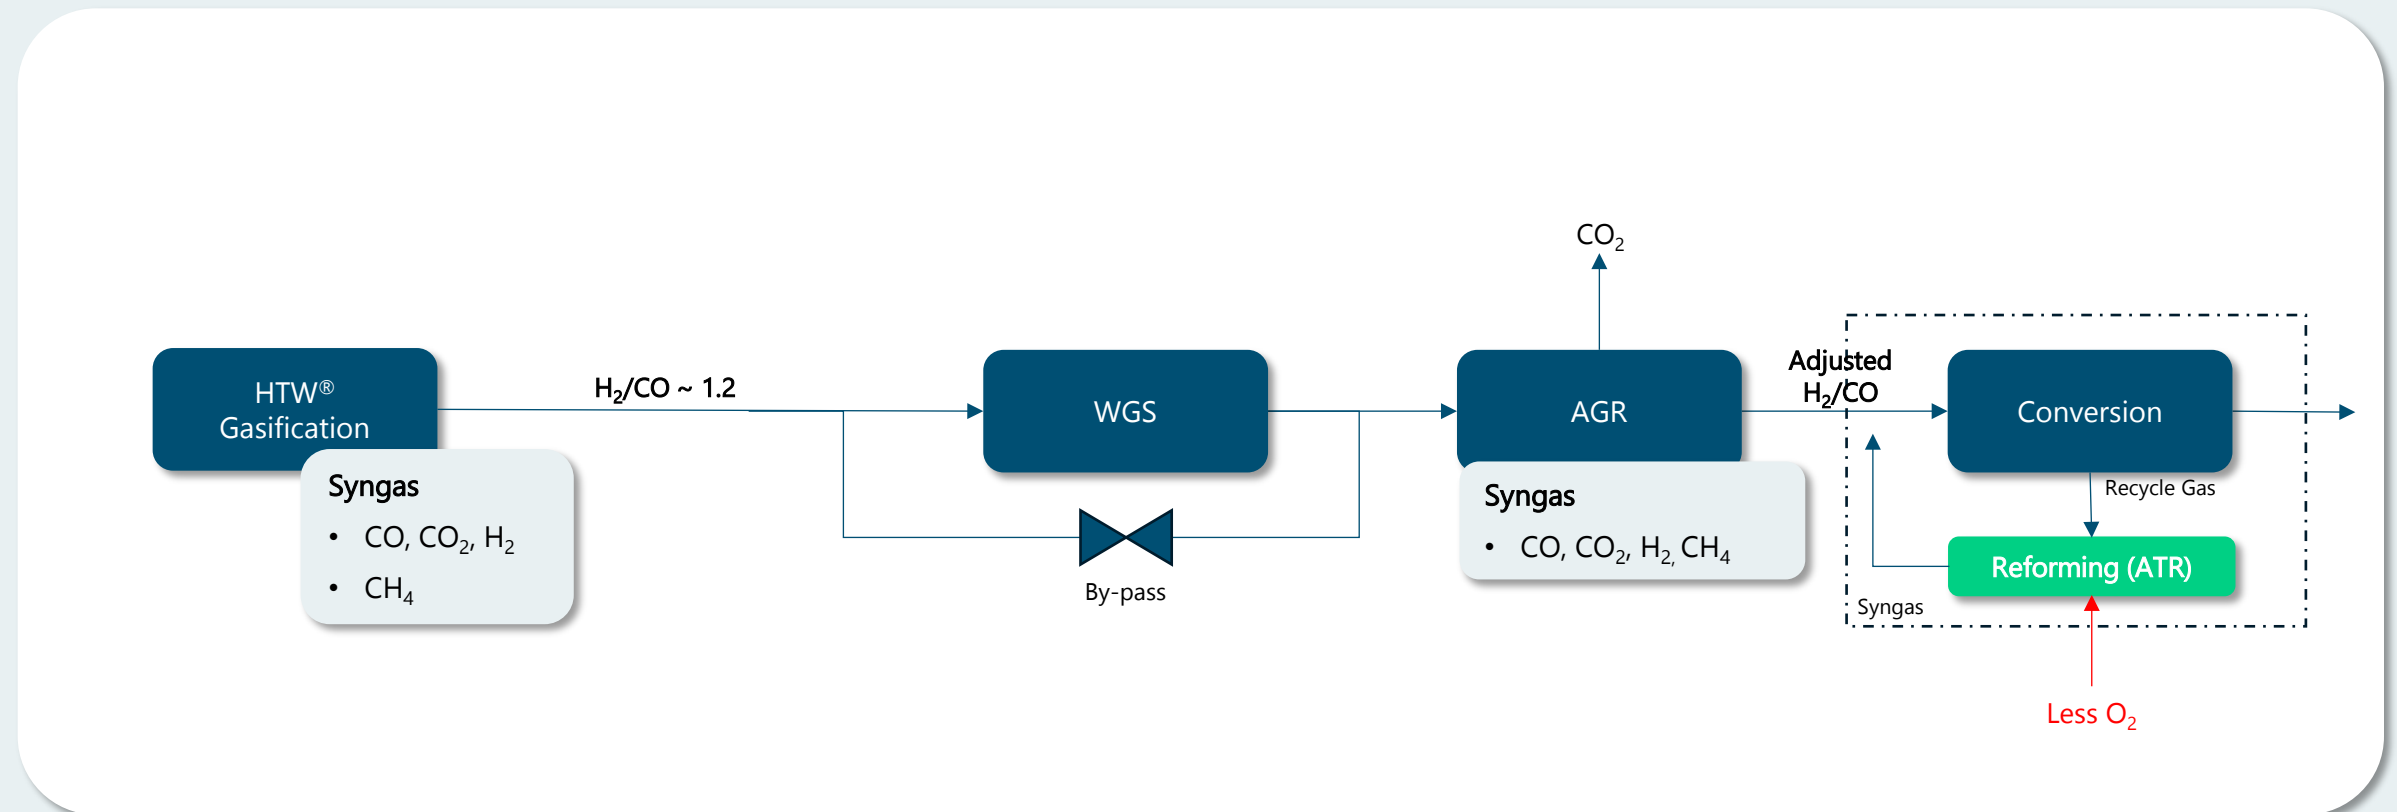 CO₂
HTW®
Gasification
H₂/CO ~ 1.2
WGS
AGR
Adjusted
H₂/CO
Conversion
Syngas
• CO, CO₂, H₂
• CH₄
By-pass
Syngas
• CO, CO₂, H₂, CH₄
Recycle Gas
Reforming (ATR)
Syngas
Less O₂